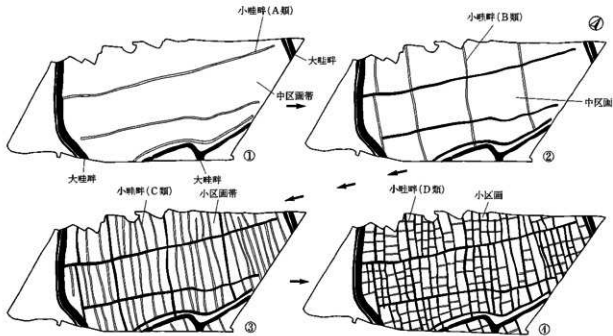 小畦畔(A類)
大畦畔
中区画帯
①
大畦畔
大畦畔
小畦畔(B類)
中区画
②
小畦畔(C類)
小区画帯
③
小畦畔(D類)
小区画
④